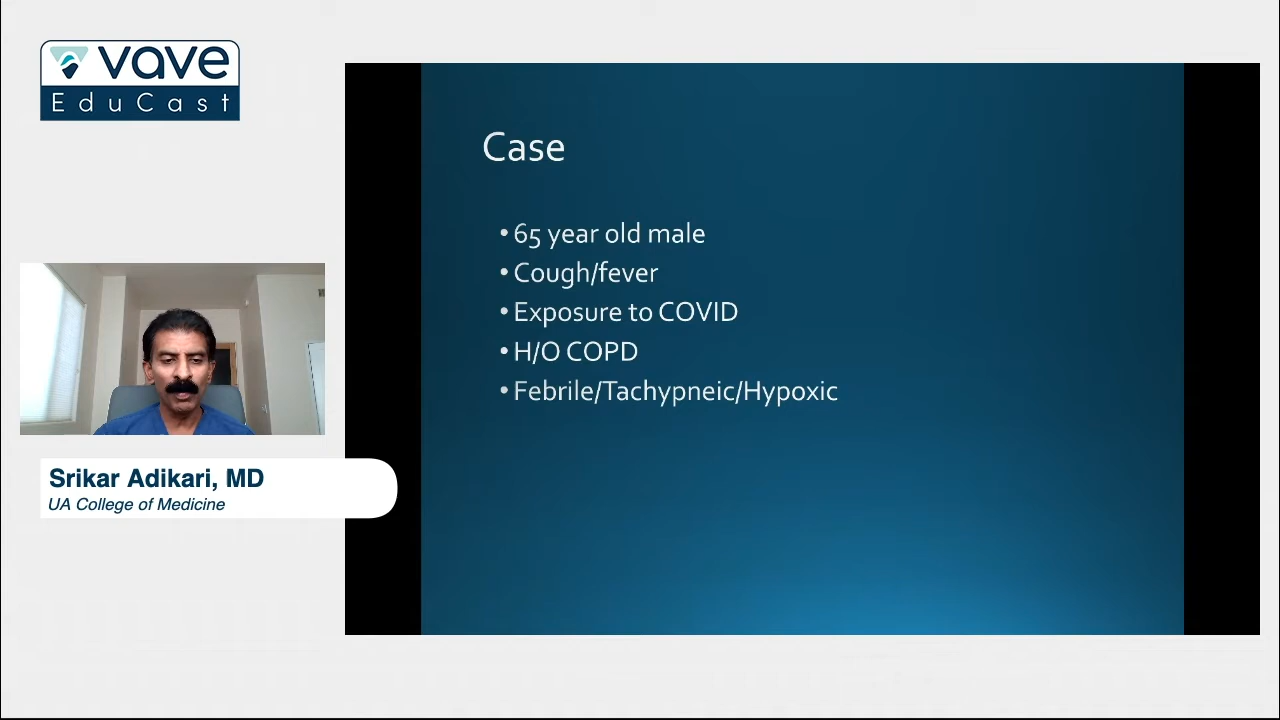 vave
EduCast
Case
• 65 year old male
• Cough/fever
• Exposure to COVID
• H/O COPD
• Febrile/Tachypneic/Hypoxic
Srikar Adikari, MD
UA College of Medicine